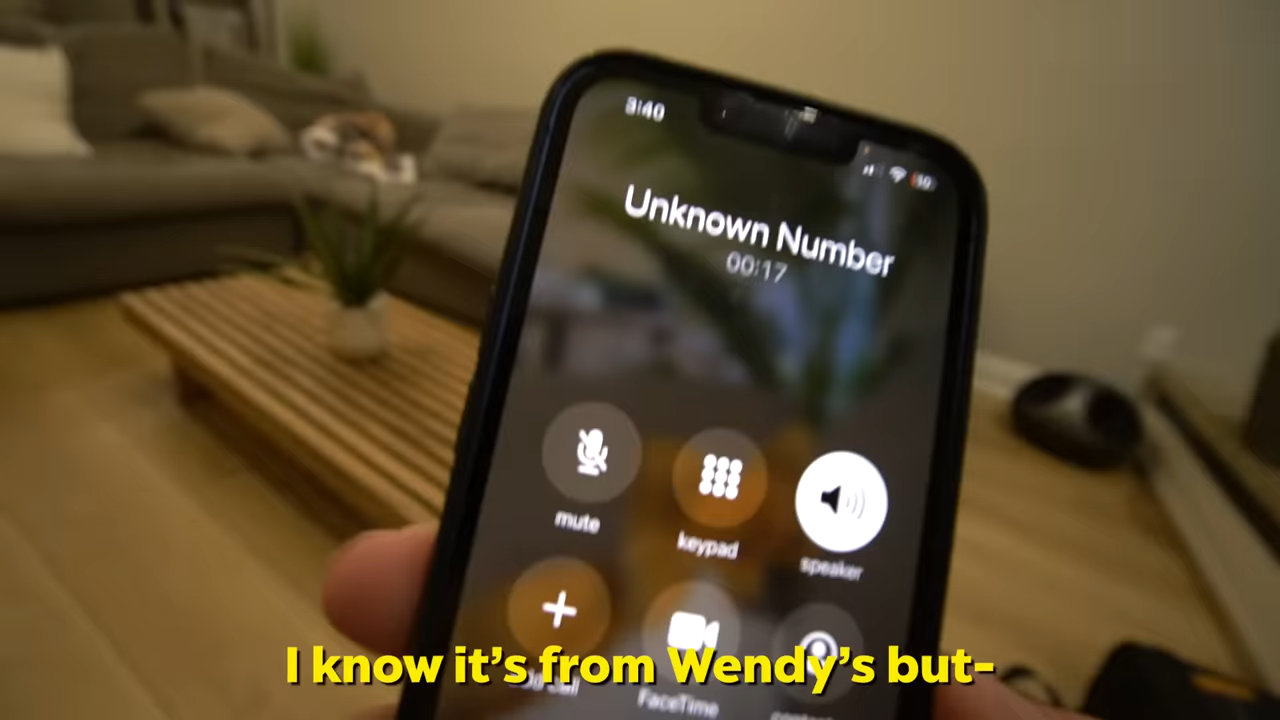 3:40
Unknown Number
00:17
mute
keypad
speaker
FaceTime
I know it's from Wendy's but-